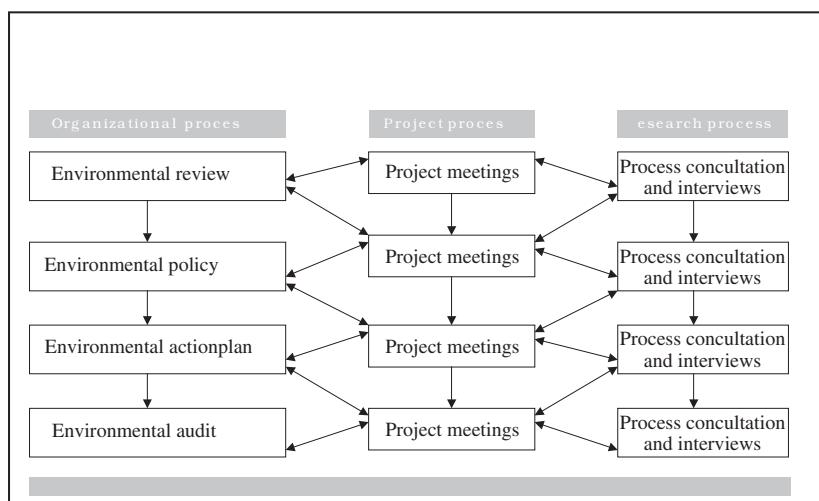 Organizational proces
Project proces
esearch process
Environmental review
Project meetings
Process concultation
and interviews
Environmental policy
Project meetings
Process concultation
and interviews
Environmental actionplan
Project meetings
Process concultation
and interviews
Environmental audit
Project meetings
Process concultation
and interviews